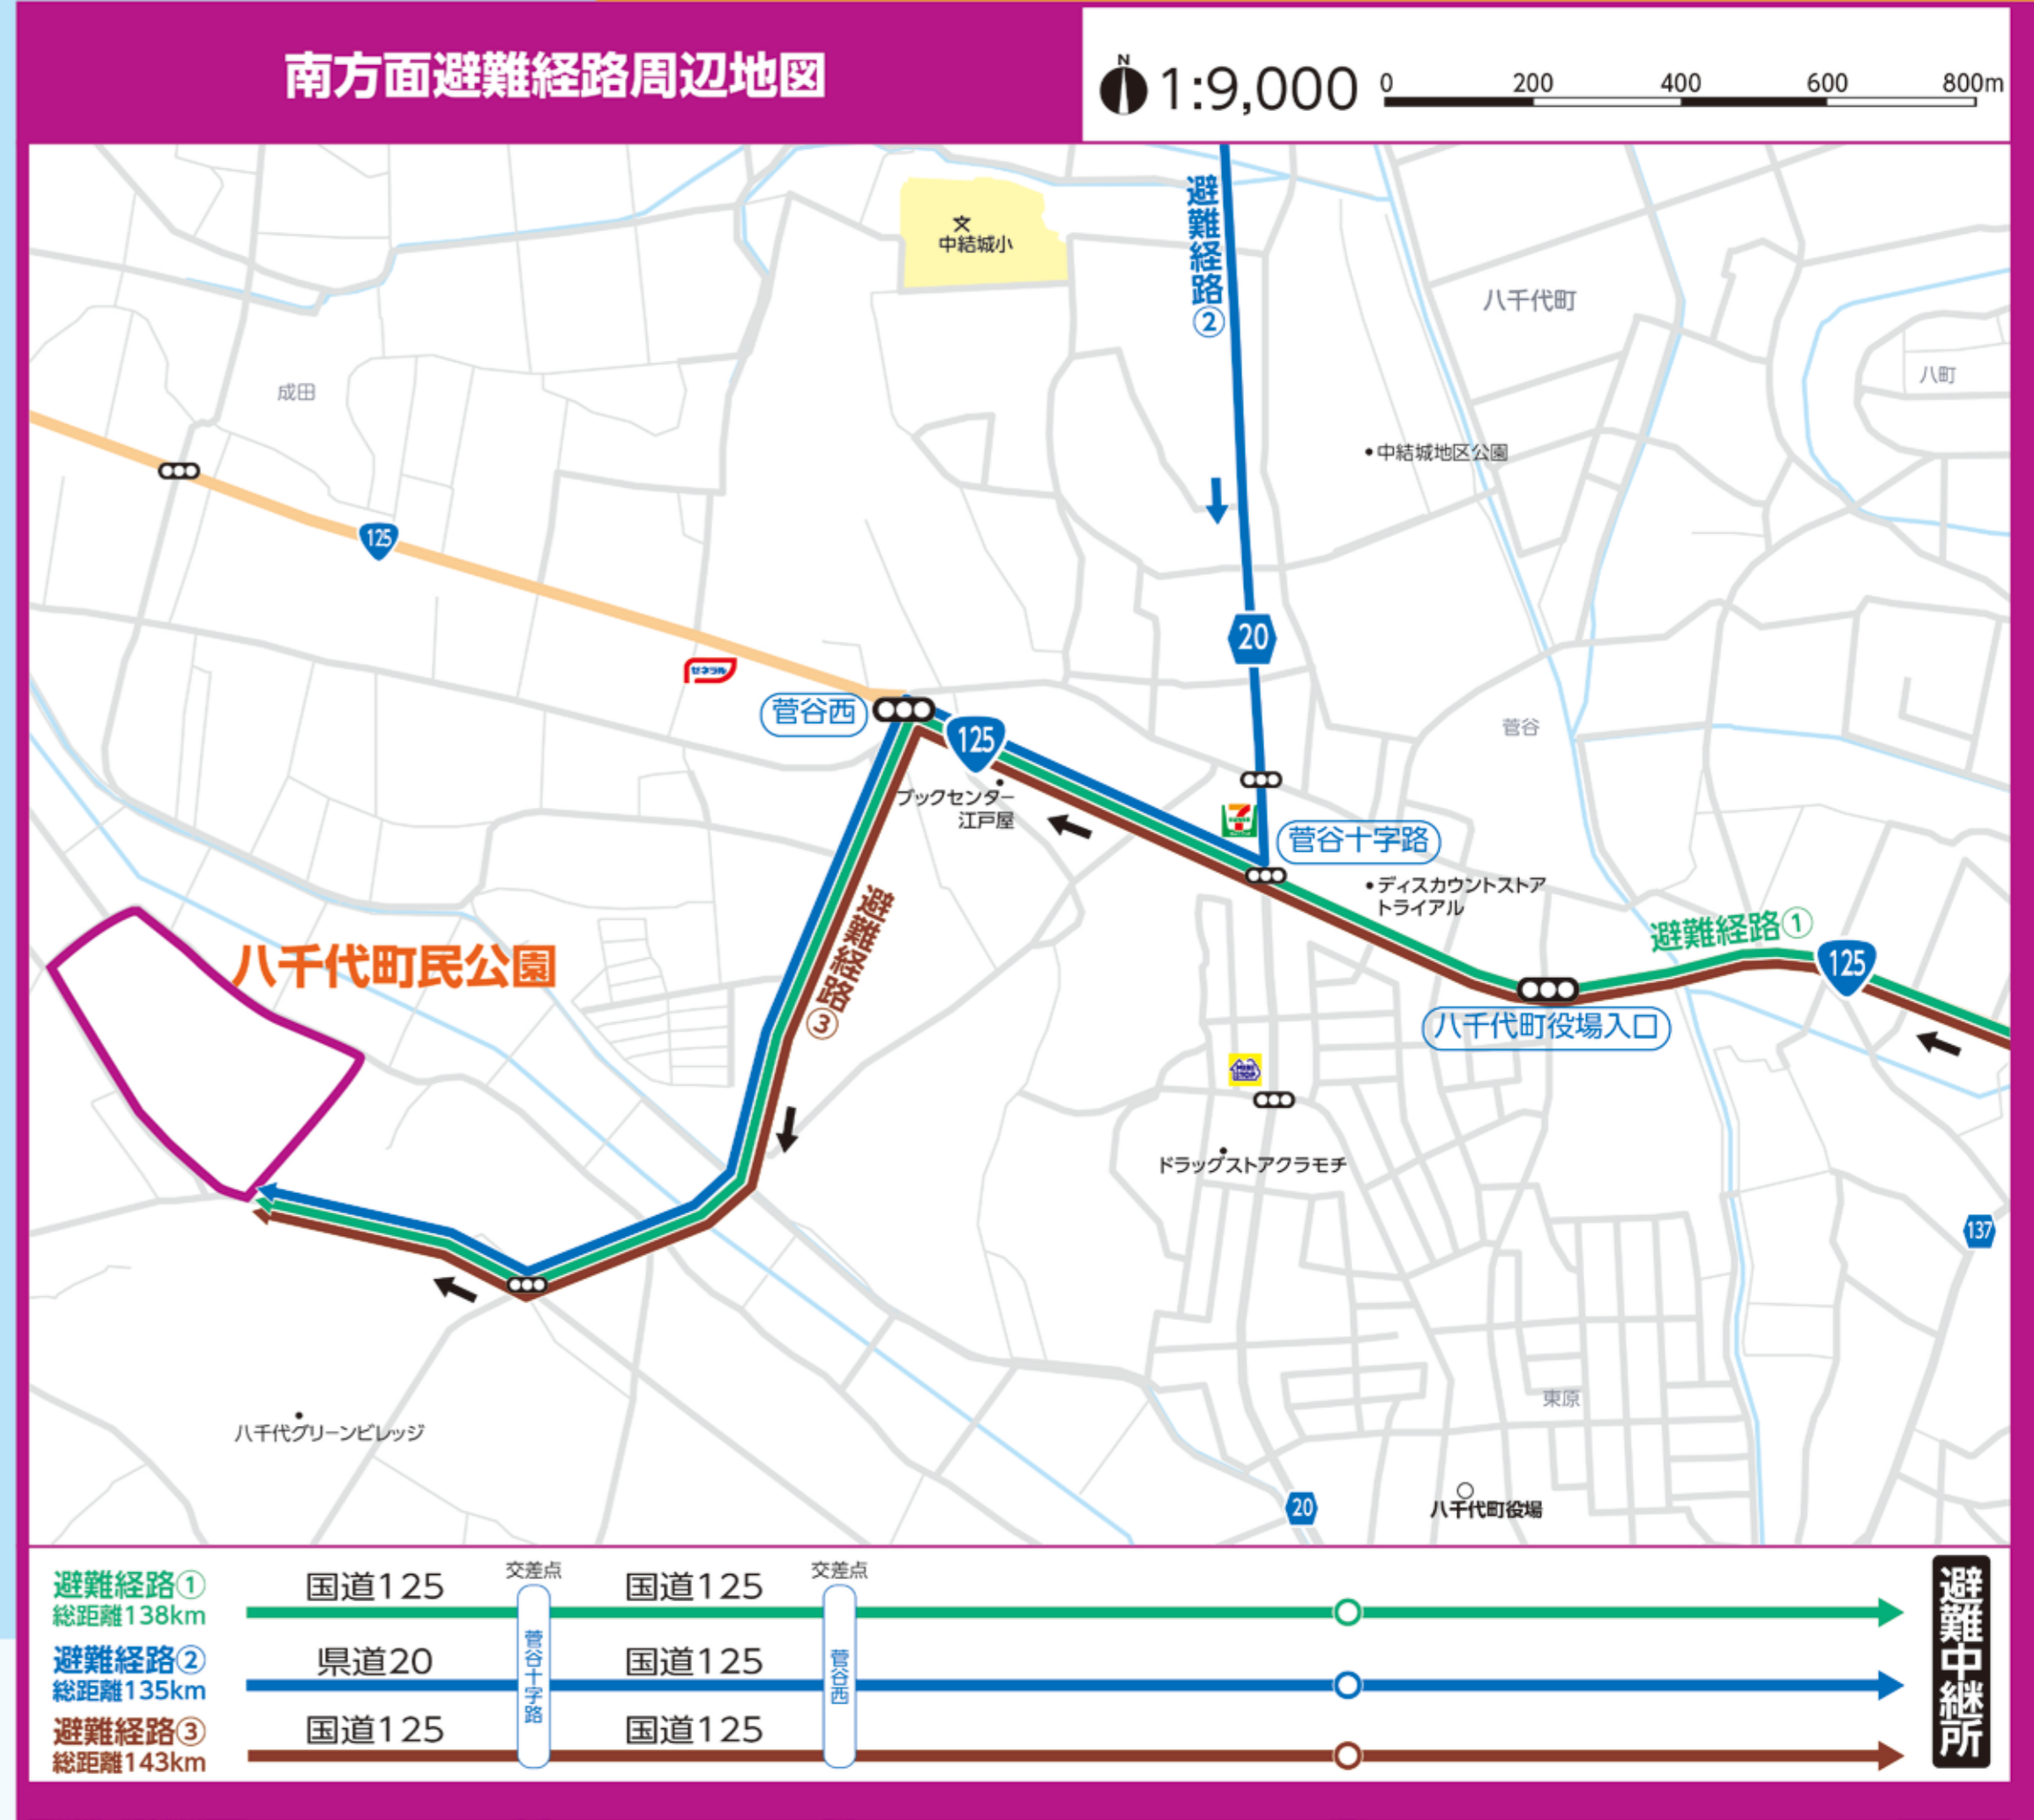 南方面避難経路周辺地図
N
1:9,000
0 200 400 600 800m
文
中結城小
避難経路②
八千代町
八町
成田
中結城地区公園
125
20
ゼネラル
菅谷西
125
菅谷
ブックセンター
江戸屋
7
菅谷十字路
ディスカウントストア
トライアル
避難経路③
避難経路①
125
八千代町民公園
八千代町役場入口
MINI
STOP
ドラッグストアクラモチ
137
東原
八千代グリーンビレッジ
20
八千代町役場
交差点
交差点
避難経路①
総距離138km
国道125
国道125
避難経路②
総距離135km
県道20
国道125
避難経路③
総距離143km
国道125
国道125
菅谷十字路
菅谷西
避難中継所